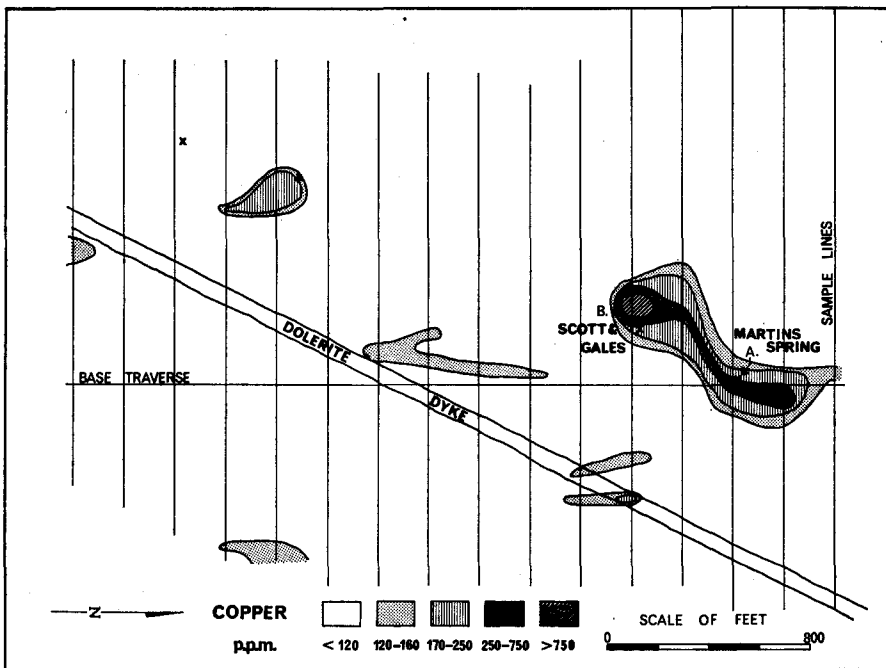 x
SAMPLE LINES
B.
SCOTT &
GALES
MARTINS
SPRING
A.
DOLERITE
DYKE
BASE TRAVERSE
N
COPPER
p.p.m.
< 120
120-160
170-250
250-750
>750
SCALE OF FEET
0
800